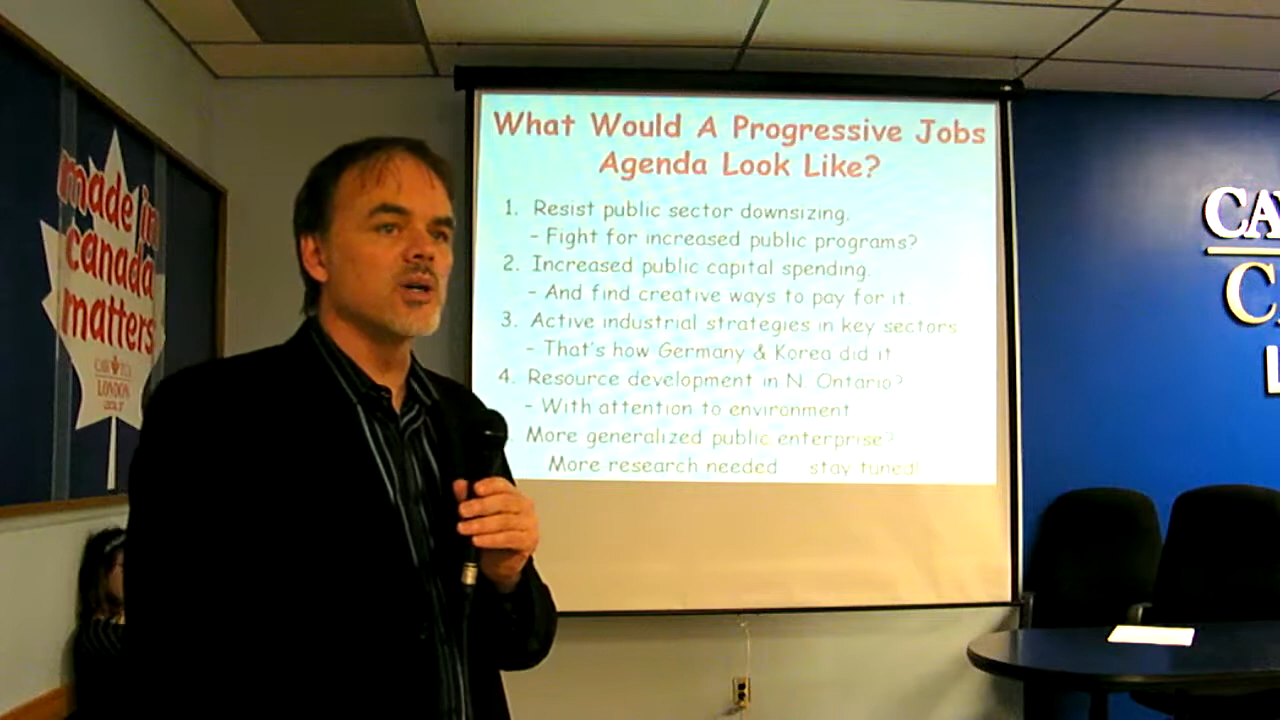 made in
canada
matters
CAW TCA
LONDON
What Would A Progressive Jobs
Agenda Look Like?
1. Resist public sector downsizing.
- Fight for increased public programs?
2. Increased public capital spending.
- And find creative ways to pay for it.
3. Active industrial strategies in key sectors
- That's how Germany & Korea did it.
4. Resource development in N. Ontario?
- With attention to environment
More generalized public enterprise?
More research needed stay tuned!
CAW
C
L